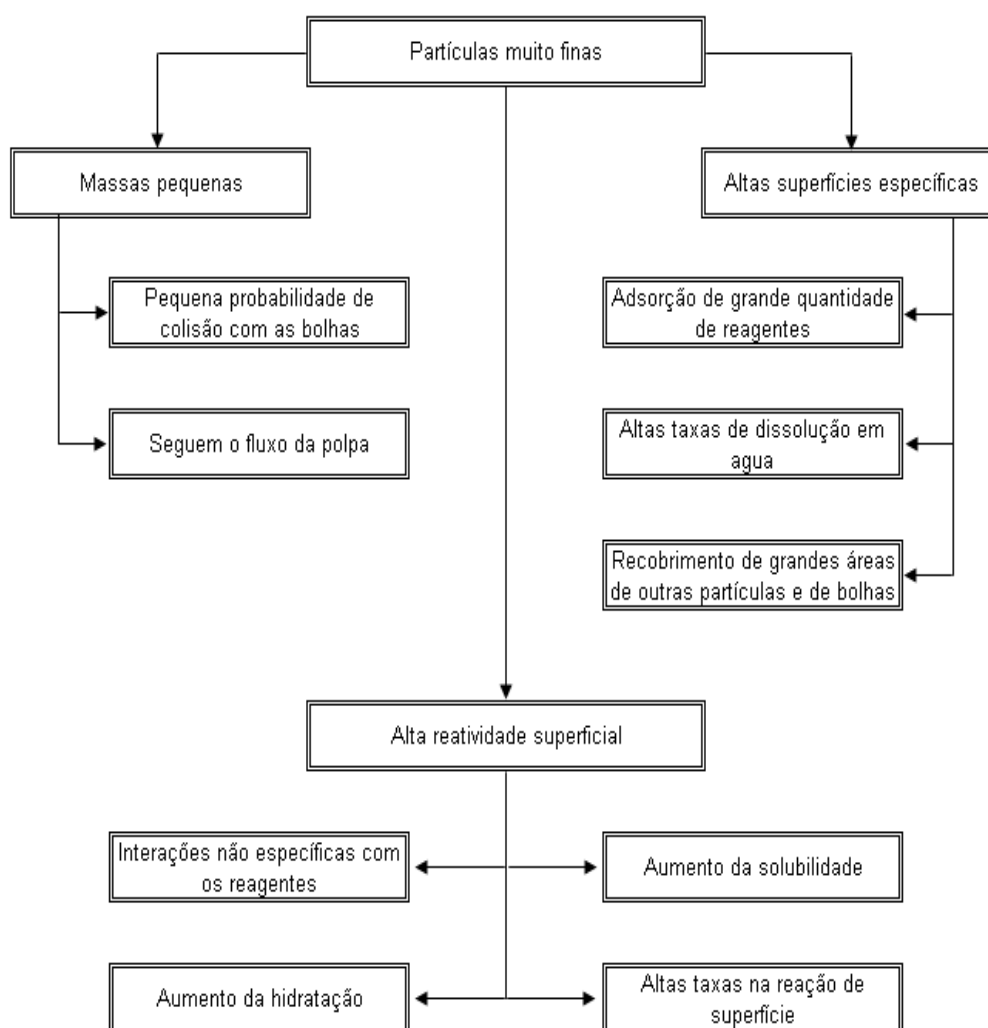 Partículas muito finas
Massas pequenas
Altas superfícies específicas
Pequena probabilidade de
colisão com as bolhas
Adsorção de grande quantidade
de reagentes
Seguem o fluxo da polpa
Altas taxas de dissolução em
agua
Recobrimento de grandes áreas
de outras partículas e de bolhas
Alta reatividade superficial
Interações não específicas com
os reagentes
Aumento da solubilidade
Aumento da hidratação
Altas taxas na reação de
superfície